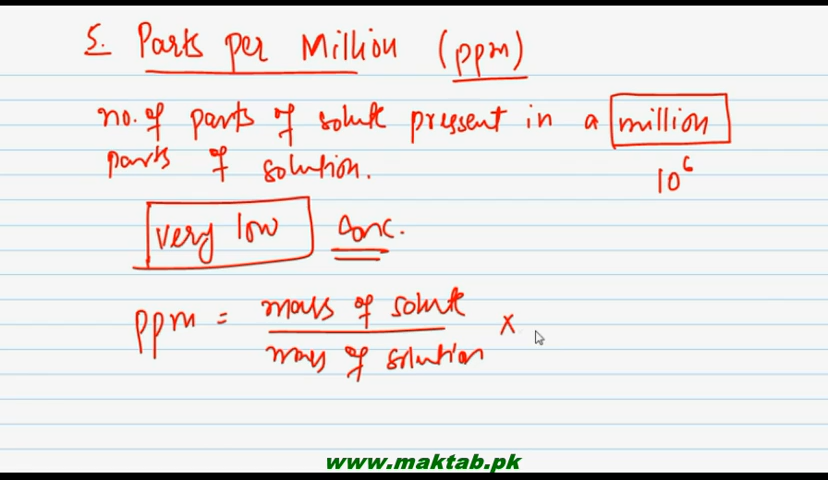 5. Parts per Million (ppm)
no. of parts of solute pressent in a million
parts of solution.
10⁶
very low conc.
ppm = mass of solute
mass of solution ×
www.maktab.pk